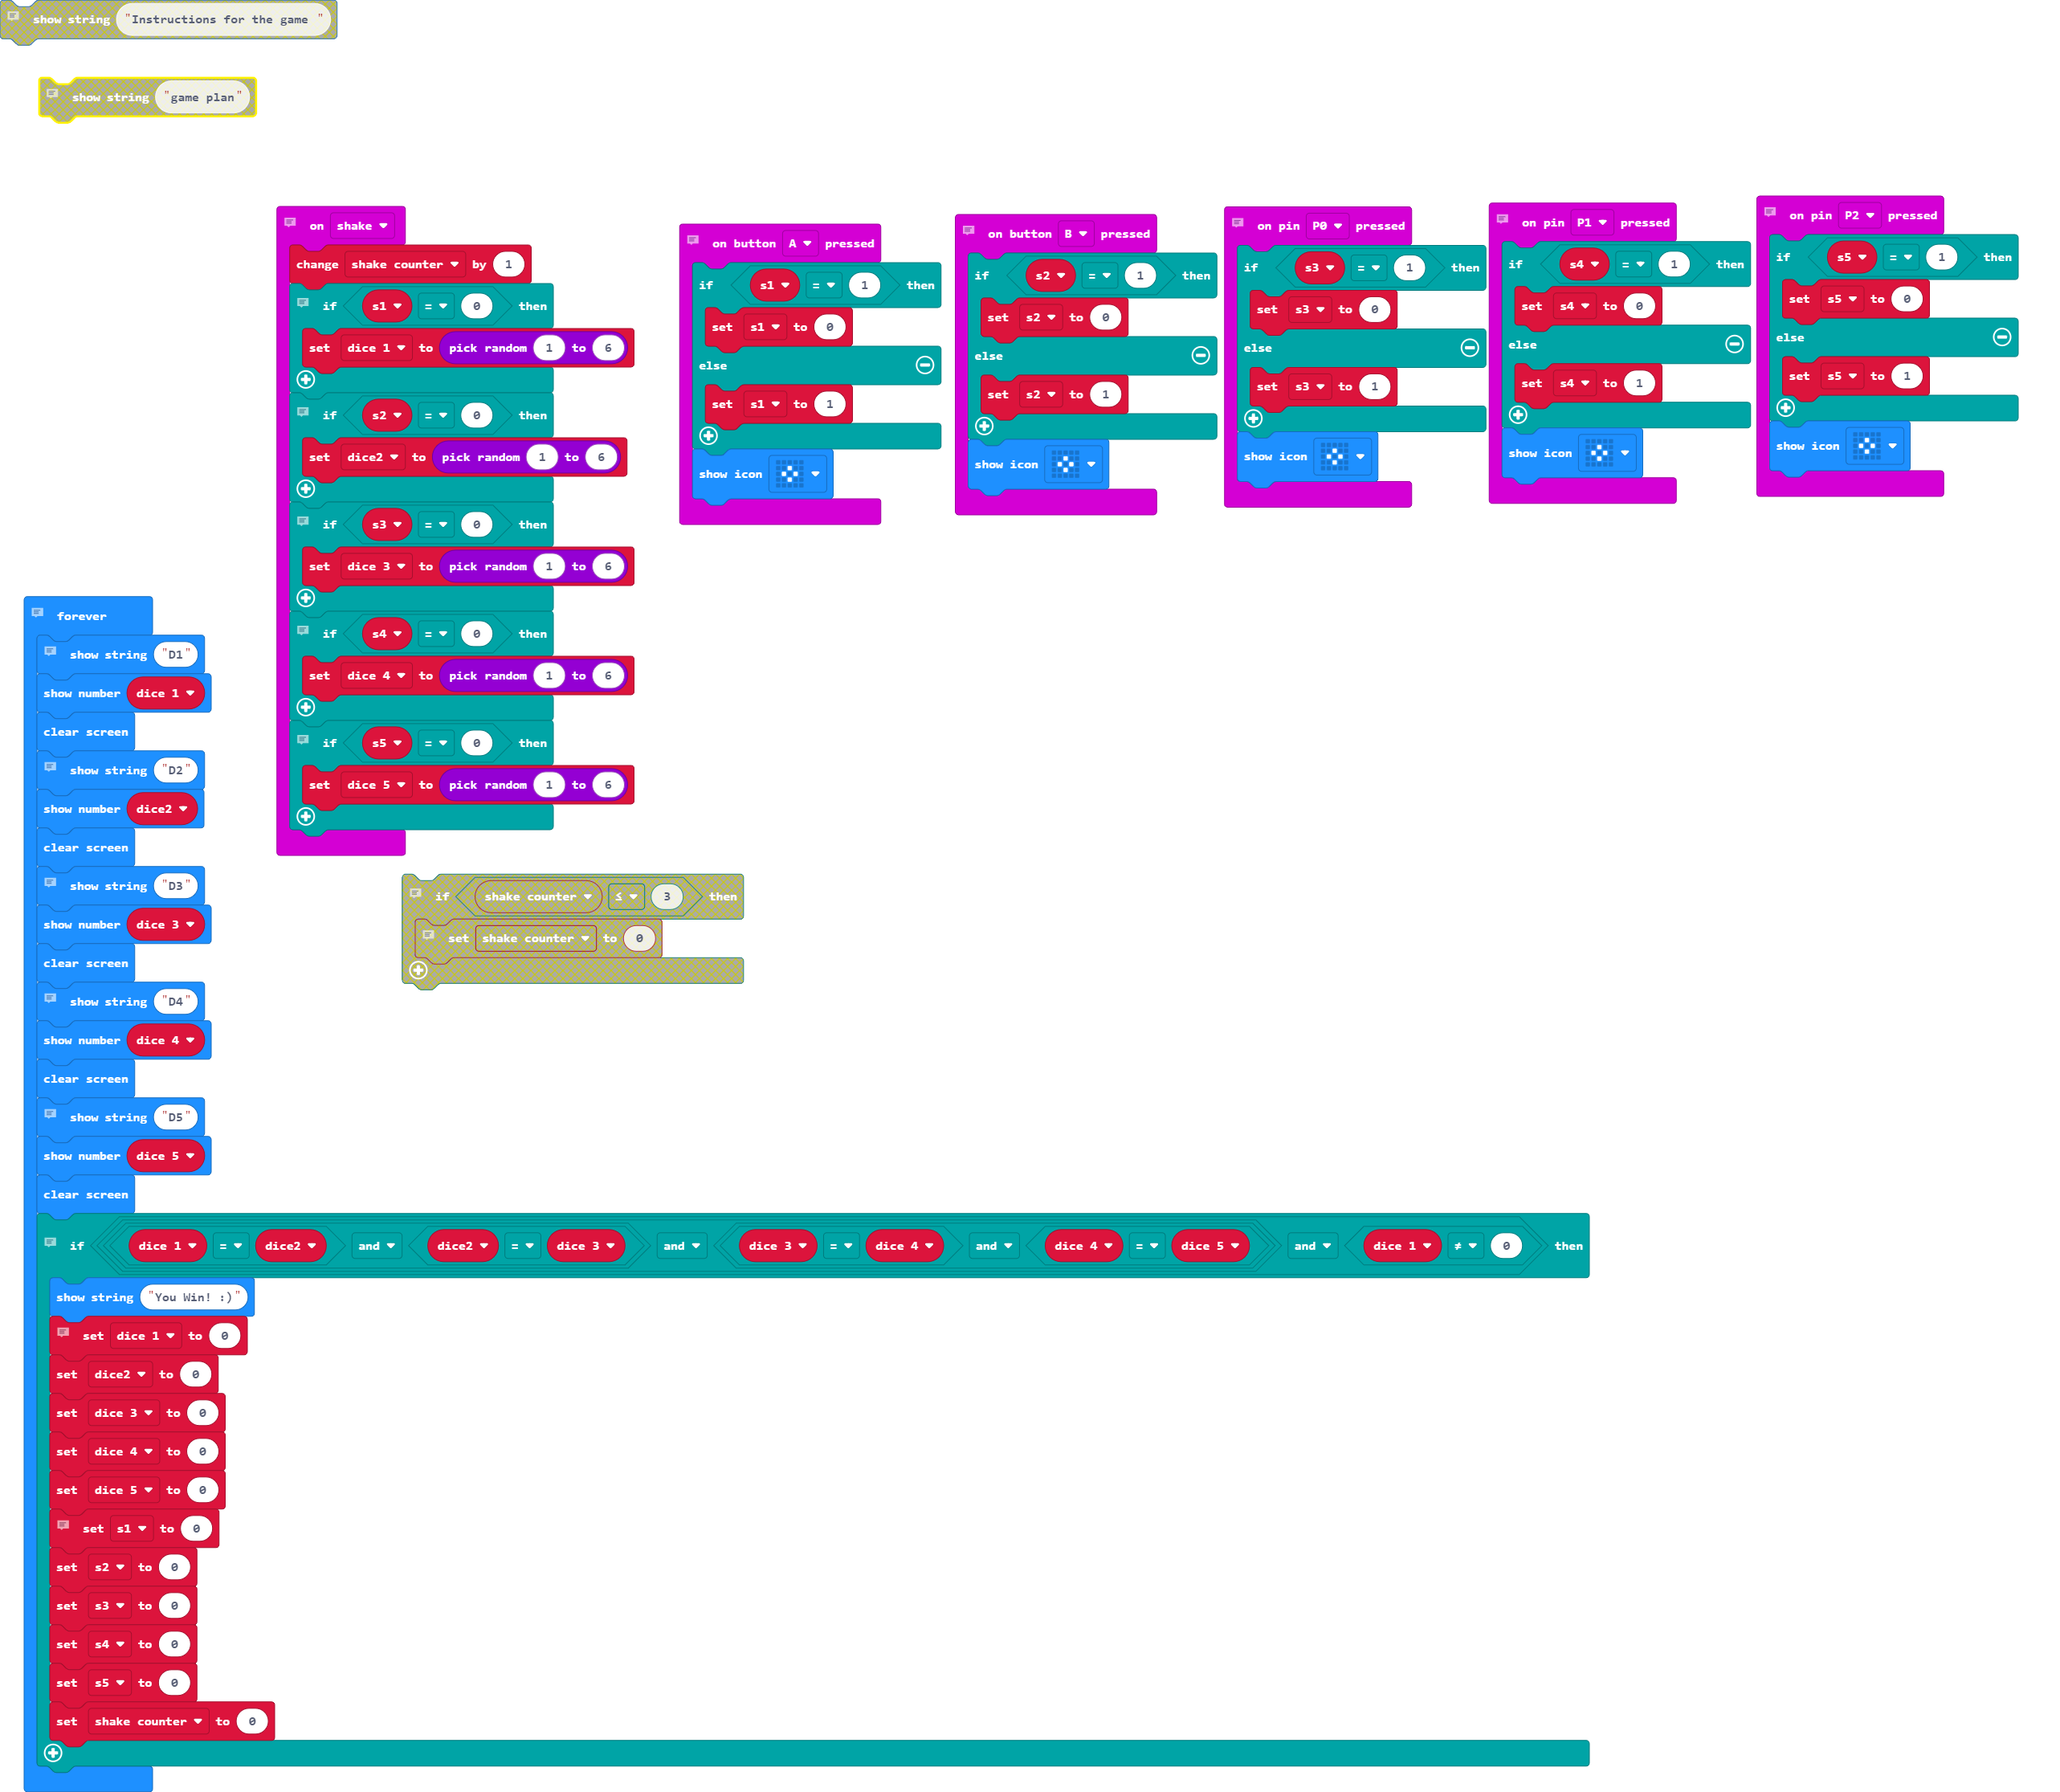 show string "Instructions for the game "
show string "game plan"
on shake
change shake counter by 1
if s1 = 0 then
set dice 1 to pick random 1 to 6
if s2 = 0 then
set dice2 to pick random 1 to 6
if s3 = 0 then
set dice 3 to pick random 1 to 6
if s4 = 0 then
set dice 4 to pick random 1 to 6
if s5 = 0 then
set dice 5 to pick random 1 to 6
on button A pressed
if s1 = 1 then
set s1 to 0
else
set s1 to 1
show icon
on button B pressed
if s2 = 1 then
set s2 to 0
else
set s2 to 1
show icon
on pin P0 pressed
if s3 = 1 then
set s3 to 0
else
set s3 to 1
show icon
on pin P1 pressed
if s4 = 1 then
set s4 to 0
else
set s4 to 1
show icon
on pin P2 pressed
if s5 = 1 then
set s5 to 0
else
set s5 to 1
show icon
if shake counter ≤ 3 then
set shake counter to 0
forever
show string "D1"
show number dice 1
clear screen
show string "D2"
show number dice2
clear screen
show string "D3"
show number dice 3
clear screen
show string "D4"
show number dice 4
clear screen
show string "D5"
show number dice 5
clear screen
if dice 1 = dice2 and dice2 = dice 3 and dice 3 = dice 4 and dice 4 = dice 5 and dice 1 ≠ 0 then
show string "You Win! :)"
set dice 1 to 0
set dice2 to 0
set dice 3 to 0
set dice 4 to 0
set dice 5 to 0
set s1 to 0
set s2 to 0
set s3 to 0
set s4 to 0
set s5 to 0
set shake counter to 0